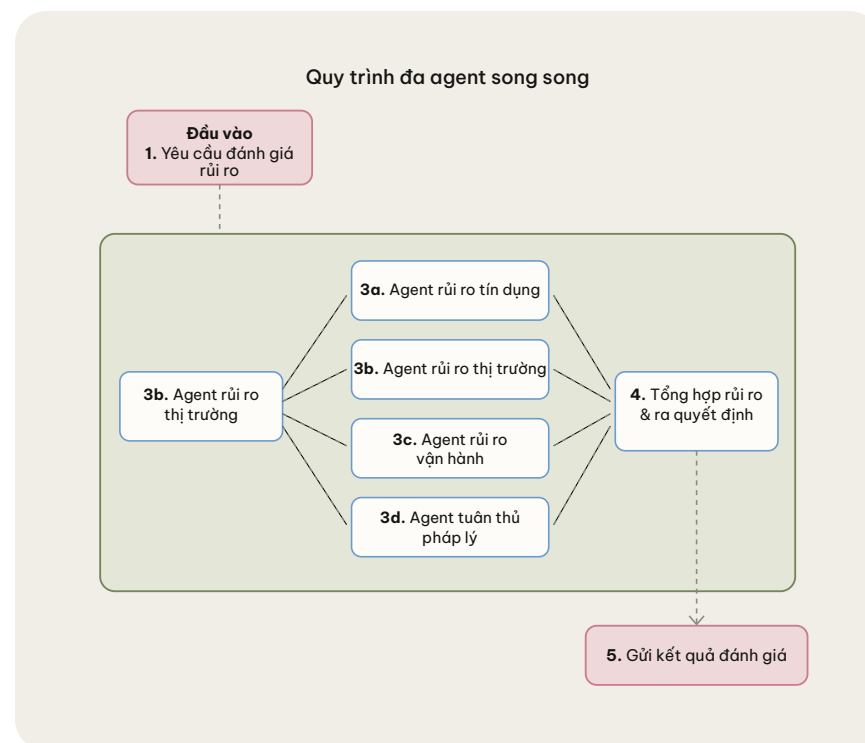 Quy trình đa agent song song
Đầu vào
1. Yêu cầu đánh giá
rủi ro
3b. Agent rủi ro
thị trường
3a. Agent rủi ro tín dụng
3b. Agent rủi ro thị trường
3c. Agent rủi ro
vận hành
3d. Agent tuân thủ
pháp lý
4. Tổng hợp rủi ro
& ra quyết định
5. Gửi kết quả đánh giá